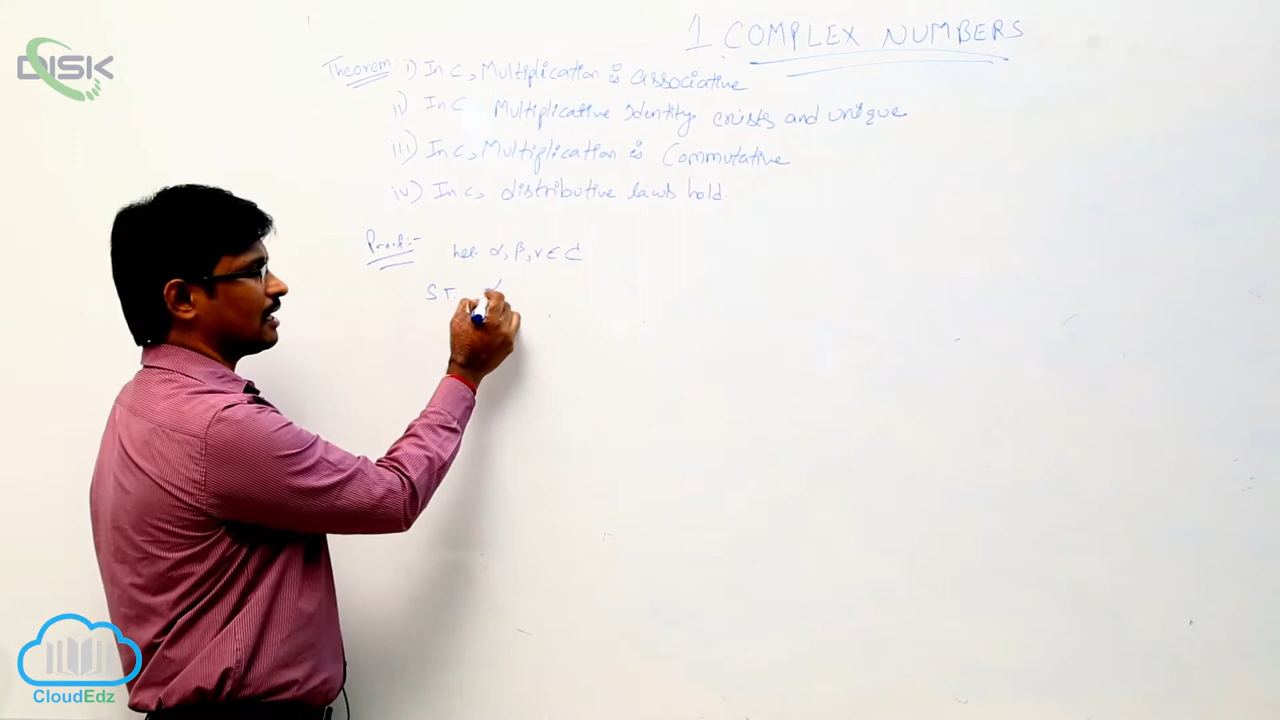 DISK
1 COMPLEX NUMBERS
Theorem: i) In C, Multiplication is associative
ii) In C Multiplicative Identity exists and unique
iii) In C, Multiplication is Commutative
iv) In C, distributive laws hold.
Proof:- let α, β, γ ∈ C
S.T. α
CloudEdz